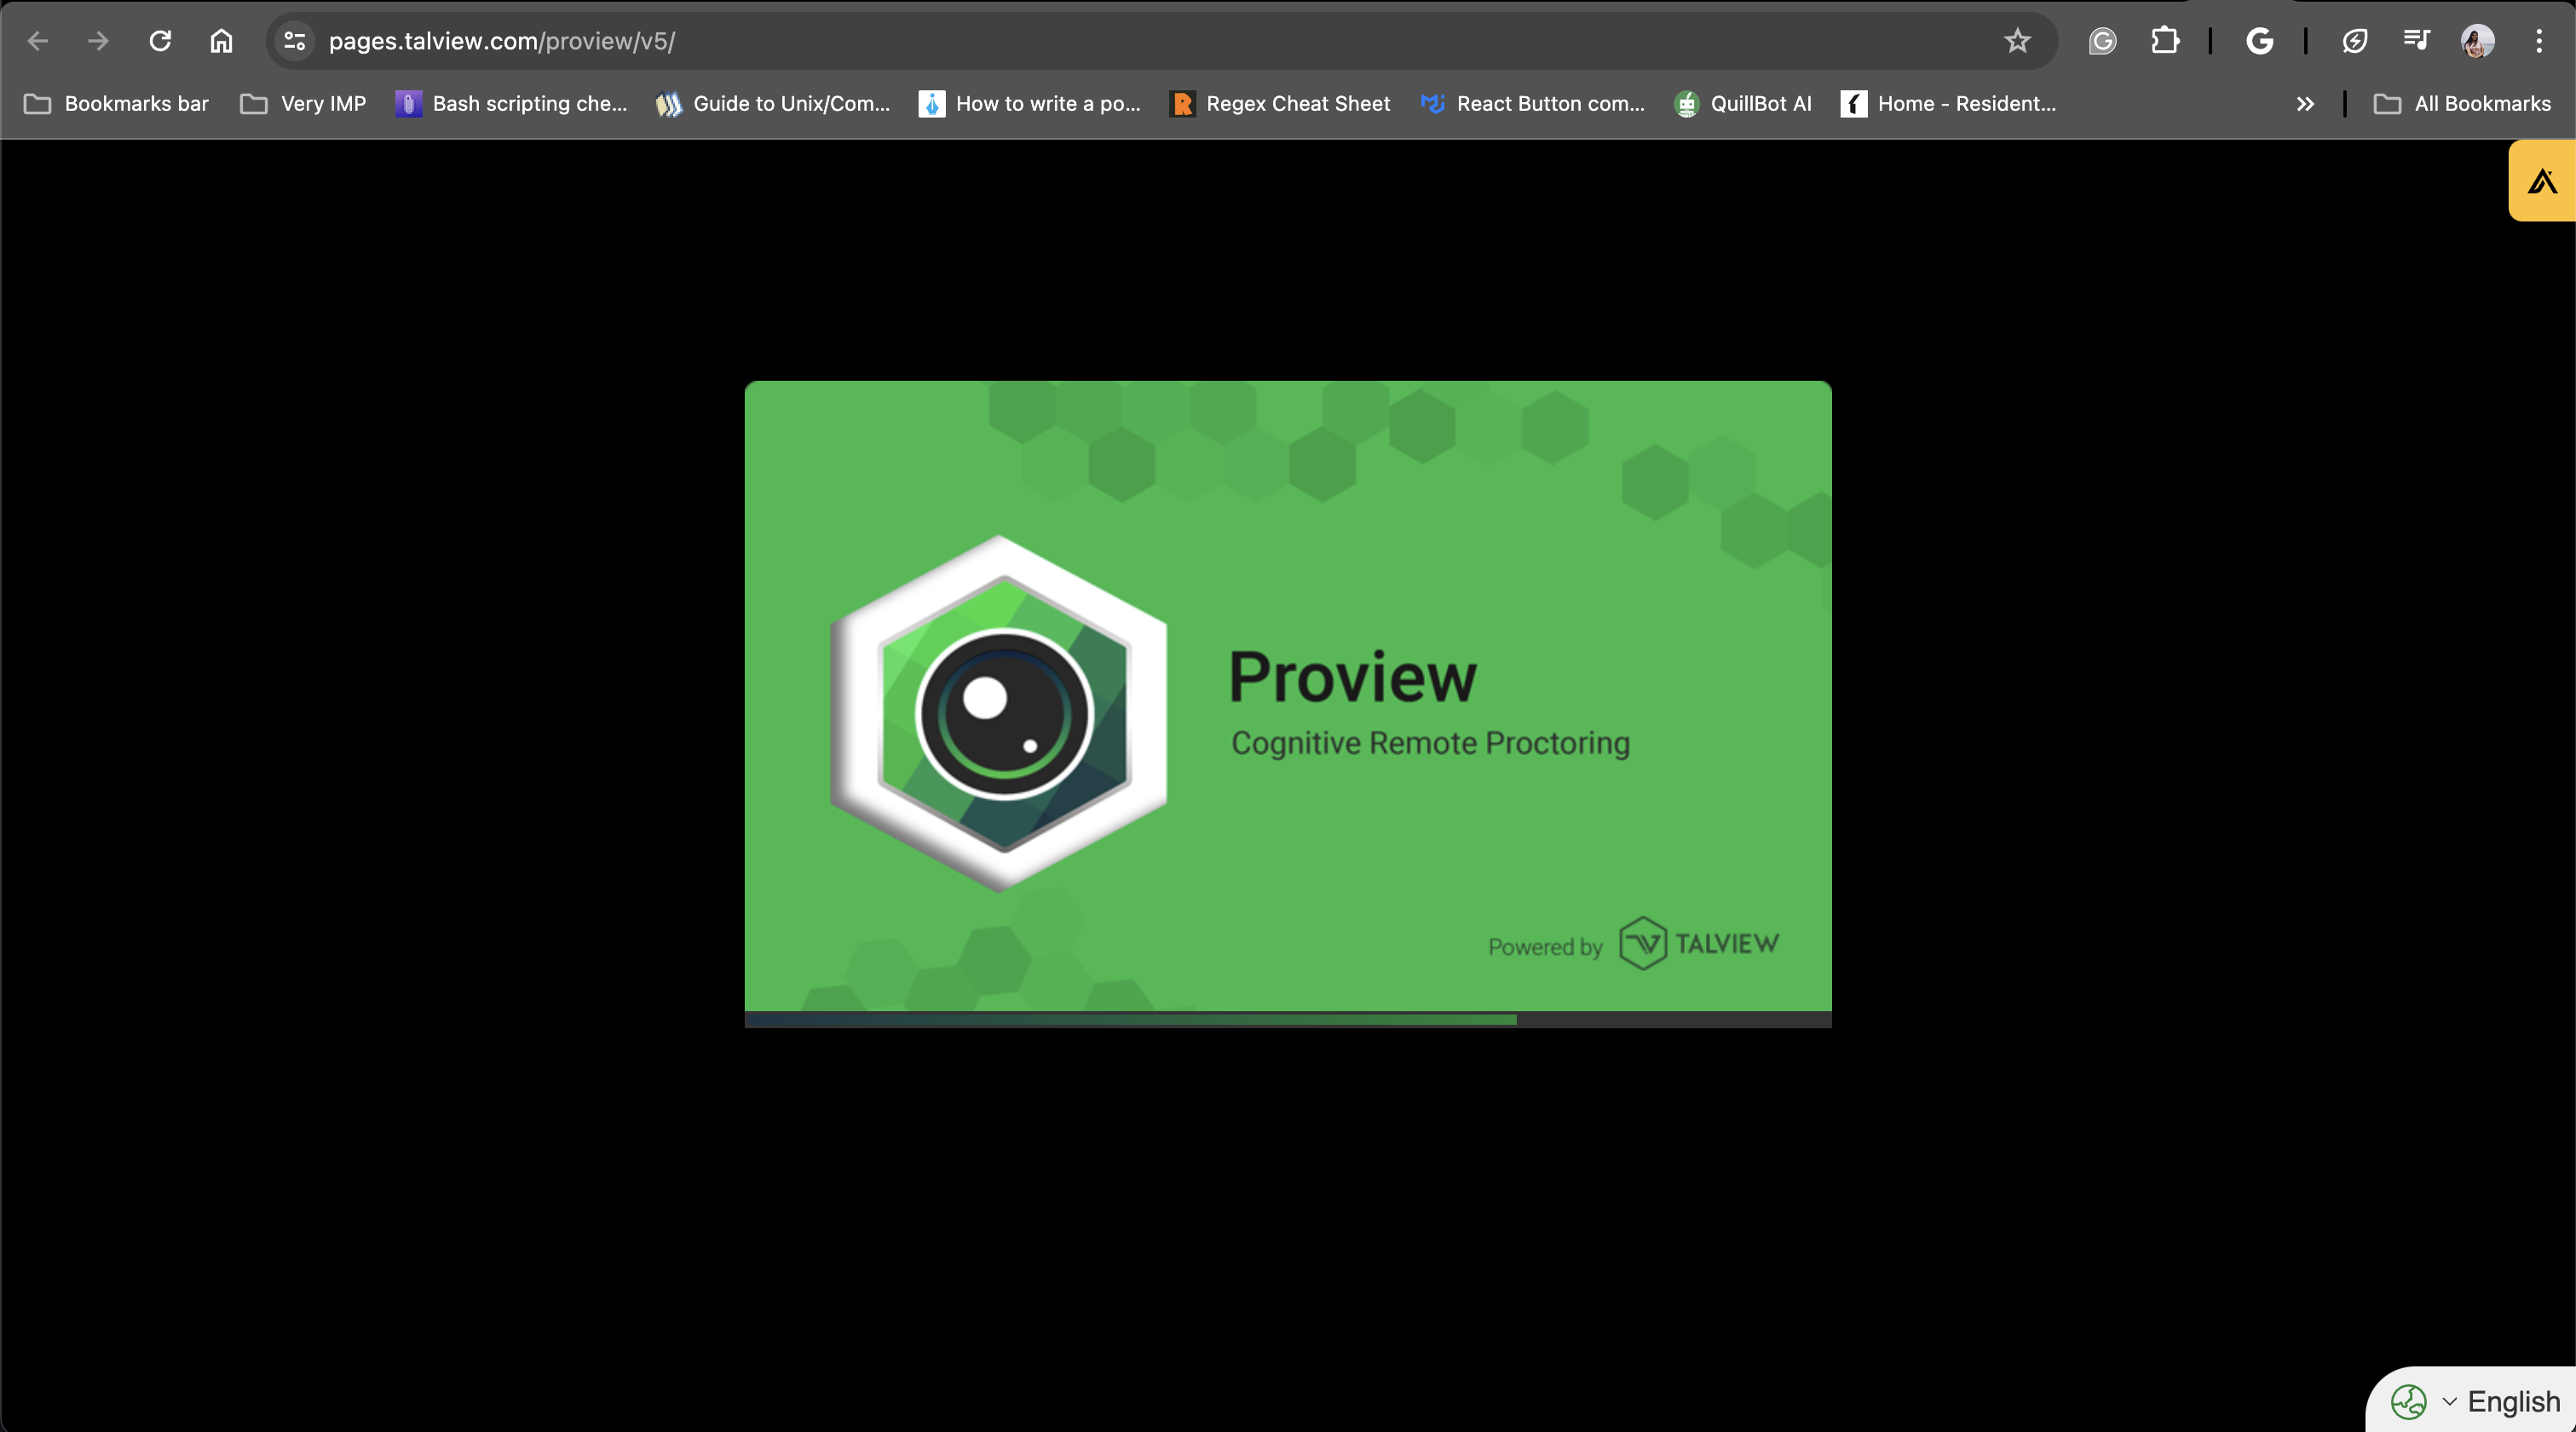 pages.talview.com/proview/v5/
Bookmarks bar
Very IMP
Bash scripting che...
Guide to Unix/Com...
How to write a po...
Regex Cheat Sheet
React Button com...
QuillBot AI
Home - Resident...
All Bookmarks
Proview
Cognitive Remote Proctoring
Powered by TALVIEW
English